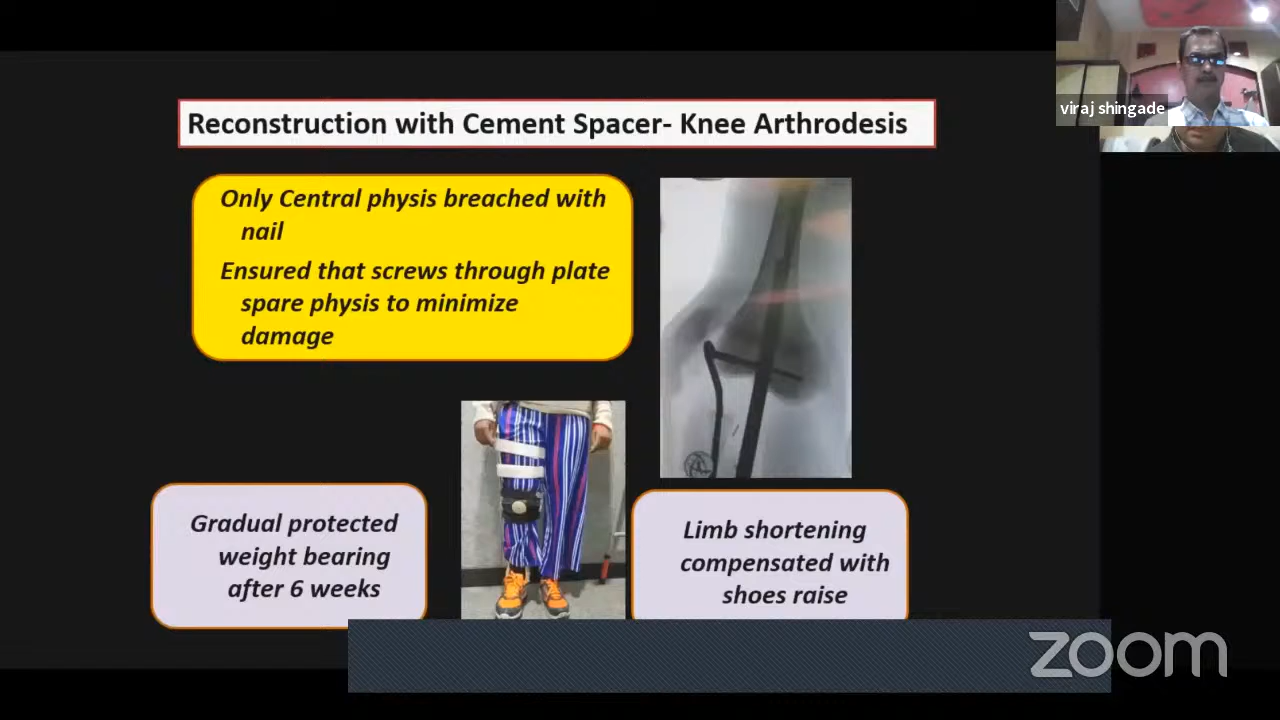 viraj shingade
Reconstruction with Cement Spacer- Knee Arthrodesis
Only Central physis breached with
nail
Ensured that screws through plate
spare physis to minimize
damage
Gradual protected
weight bearing
after 6 weeks
Limb shortening
compensated with
shoes raise
zoom